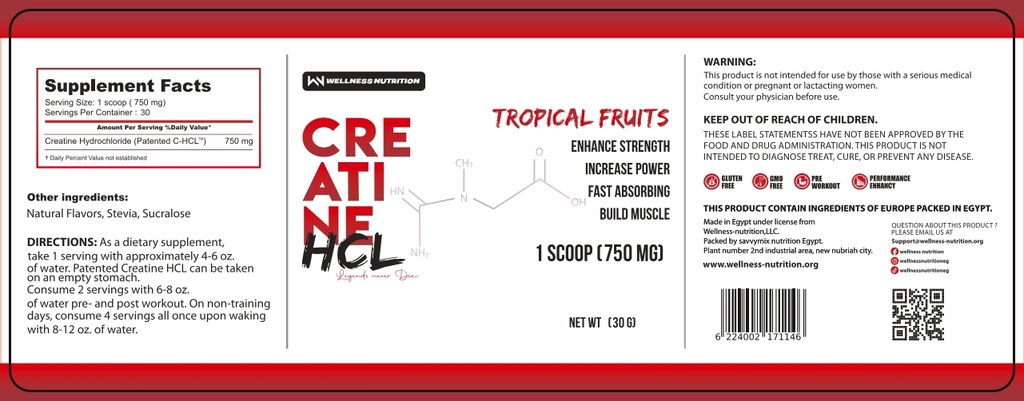 Supplement Facts
Serving Size: 1 scoop ( 750 mg)
Servings Per Container : 30
Amount Per Serving %Daily Value*
Creatine Hydrochloride (Patented C-HCL™) 750 mg
† Daily Percent Value not established
Other ingredients:
Natural Flavors, Stevia, Sucralose
DIRECTIONS: As a dietary supplement,
take 1 serving with approximately 4-6 oz.
of water. Patented Creatine HCL can be taken
on an empty stomach.
Consume 2 servings with 6-8 oz.
of water pre- and post workout. On non-training
days, consume 4 servings all once upon waking
with 8-12 oz. of water.
WELLNESS NUTRITION
CRE
ATI
NE
HCL
Legends never Die
TROPICAL FRUITS
ENHANCE STRENGTH
INCREASE POWER
FAST ABSORBING
BUILD MUSCLE
CH₃
O
HN
N
OH
NH₂
1 SCOOP (750 MG)
NET WT (30 G)
WARNING:
This product is not intended for use by those with a serious medical
condition or pregnant or lactacting women.
Consult your physician before use.
KEEP OUT OF REACH OF CHILDREN.
THESE LABEL STATEMENTSS HAVE NOT BEEN APPROVED BY THE
FOOD AND DRUG ADMINISTRATION. THIS PRODUCT IS NOT
INTENDED TO DIAGNOSE TREAT, CURE, OR PREVENT ANY DISEASE.
GLUTEN
FREE
GMO
FREE
PRE
WORKOUT
PERFORMANCE
ENHANCY
THIS PRODUCT CONTAIN INGREDIENTS OF EUROPE PACKED IN EGYPT.
Made in Egypt under license from
Wellness-nutrition,LLC.
Packed by savvymix nutrition Egypt.
Plant number 2nd industrial area, new nubriah city.
www.wellness-nutrition.org
QUESTION ABOUT THIS PRODUCT ?
PLEASE EMAIL US AT
Support@wellness-nutrition.org
wellness nutrition
wellnessnutritioneg
wellnessnutritioneg
6 224002 171146